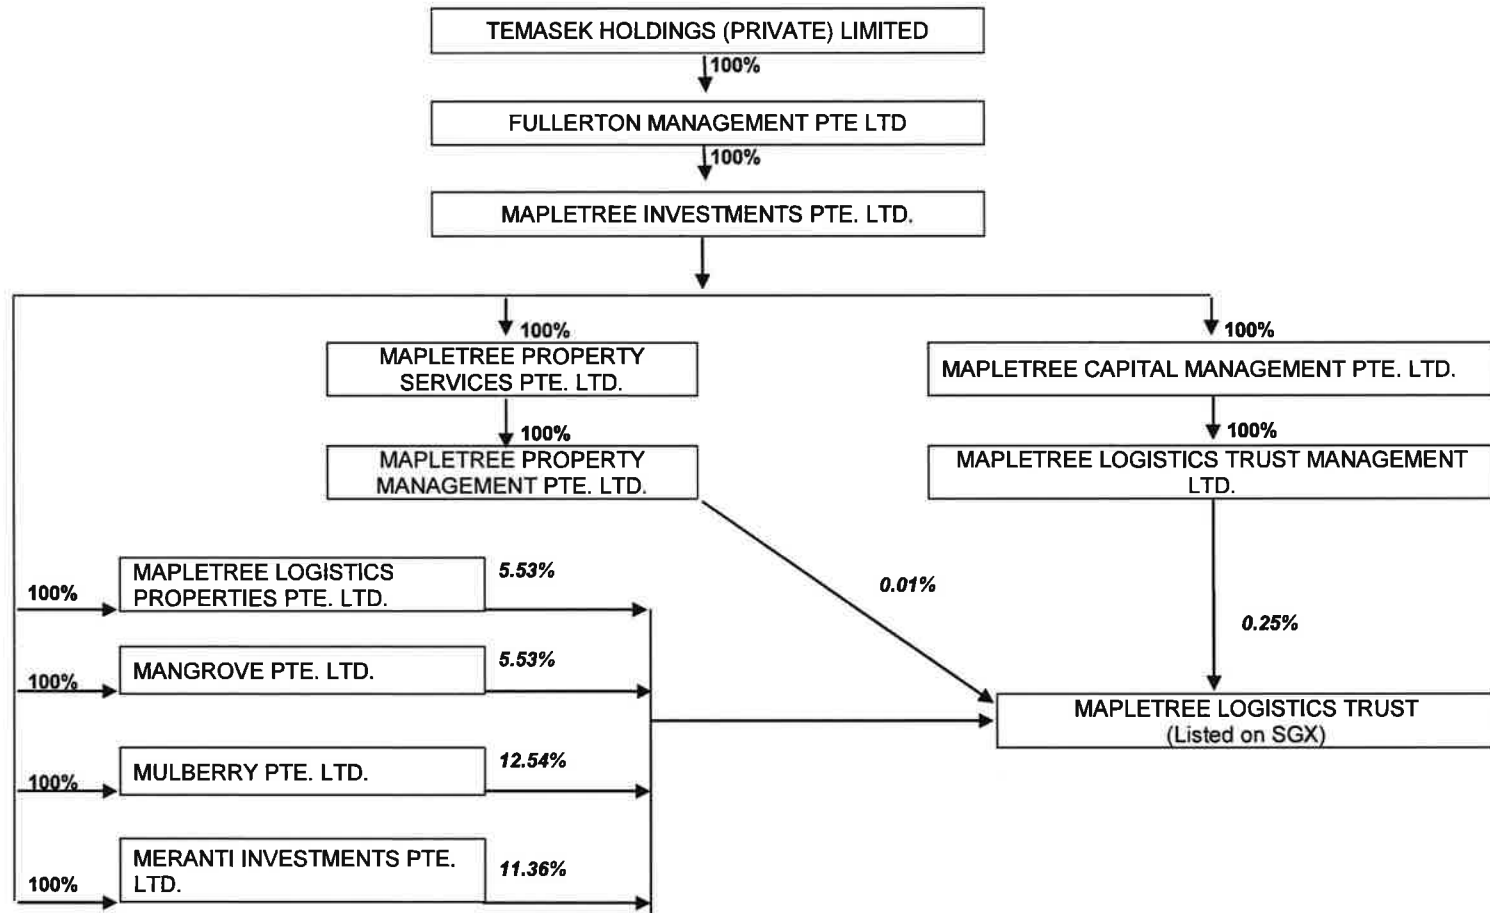 TEMASEK HOLDINGS (PRIVATE) LIMITED
100%
FULLERTON MANAGEMENT PTE LTD
100%
MAPLETREE INVESTMENTS PTE. LTD.
100%
100%
MAPLETREE PROPERTY
SERVICES PTE. LTD.
MAPLETREE CAPITAL MANAGEMENT PTE. LTD.
100%
100%
MAPLETREE PROPERTY
MANAGEMENT PTE. LTD.
MAPLETREE LOGISTICS TRUST MANAGEMENT
LTD.
100%
MAPLETREE LOGISTICS
PROPERTIES PTE. LTD.
5.53%
0.01%
0.25%
100%
MANGROVE PTE. LTD.
5.53%
MAPLETREE LOGISTICS TRUST
(Listed on SGX)
100%
MULBERRY PTE. LTD.
12.54%
100%
MERANTI INVESTMENTS PTE.
LTD.
11.36%